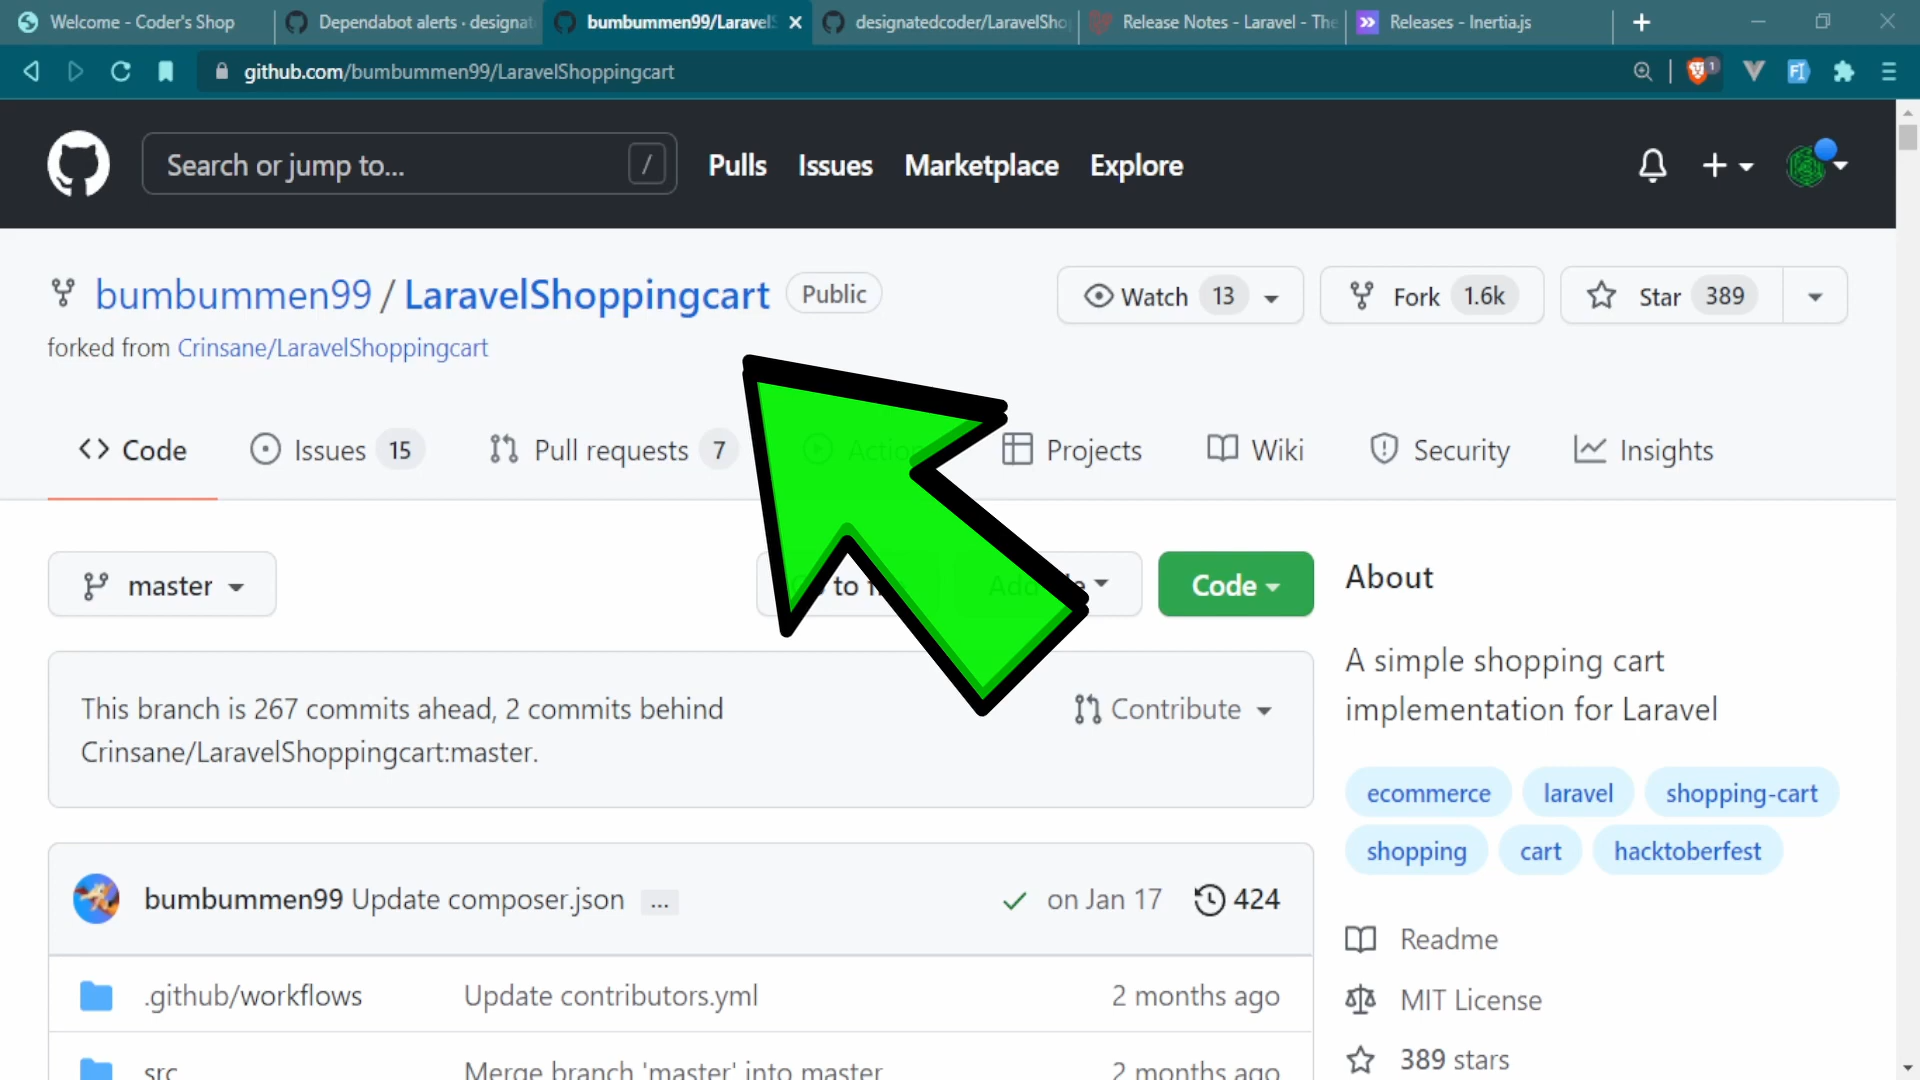 Welcome - Coder's Shop
Dependabot alerts · designat
bumbummen99/LaravelS
designatedcoder/LaravelSho
Release Notes - Laravel - The
Releases - Inertia.js
github.com/bumbummen99/LaravelShoppingcart
1
Search or jump to...
/
Pulls
Issues
Marketplace
Explore
bumbummen99 / LaravelShoppingcart
Public
Watch 13
Fork 1.6k
Star 389
forked from Crinsane/LaravelShoppingcart
Code
Issues 15
Pull requests 7
Projects
Wiki
Security
Insights
master
to
Add
Code
About
A simple shopping cart
implementation for Laravel
This branch is 267 commits ahead, 2 commits behind
Crinsane/LaravelShoppingcart:master.
Contribute
ecommerce
laravel
shopping-cart
shopping
cart
hacktoberfest
bumbummen99 Update composer.json ...
on Jan 17
424
Readme
.github/workflows
Update contributors.yml
2 months ago
MIT License
src
Merge branch 'master' into master
2 months ago
389 stars